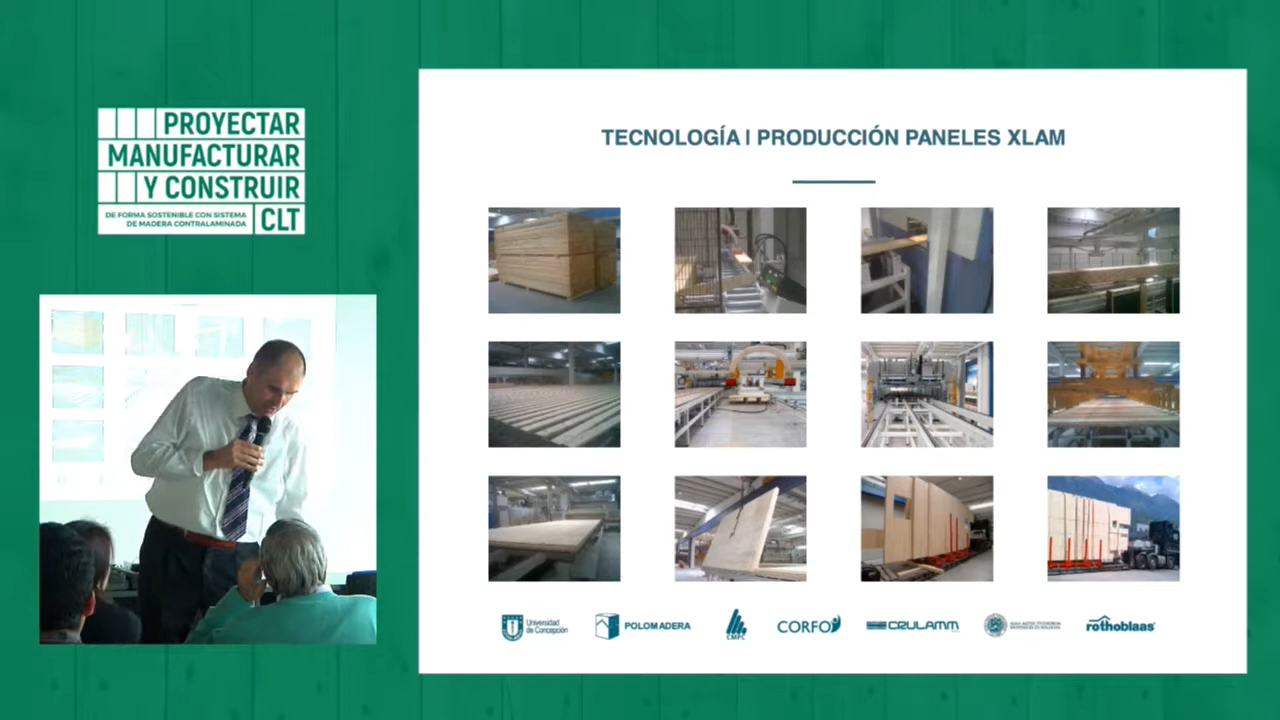 PROYECTAR
MANUFACTURAR
Y CONSTRUIR
DE FORMA SOSTENIBLE CON SISTEMA
DE MADERA CONTRALAMINADA
CLT
TECNOLOGÍA | PRODUCCIÓN PANELES XLAM
Universidad
de Concepción
POLOMADERA
CMPC
CORFO
CRULAMM
rothoblaas